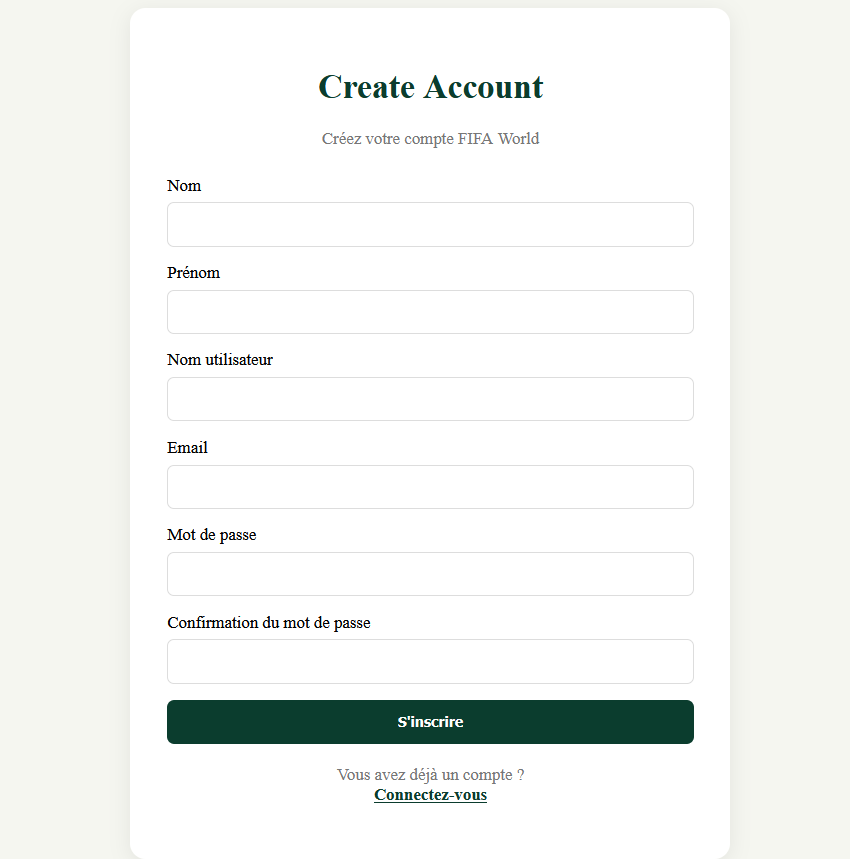 Create Account
Créez votre compte FIFA World
Nom
Prénom
Nom utilisateur
Email
Mot de passe
Confirmation du mot de passe
S'inscrire
Vous avez déjà un compte ?
Connectez-vous